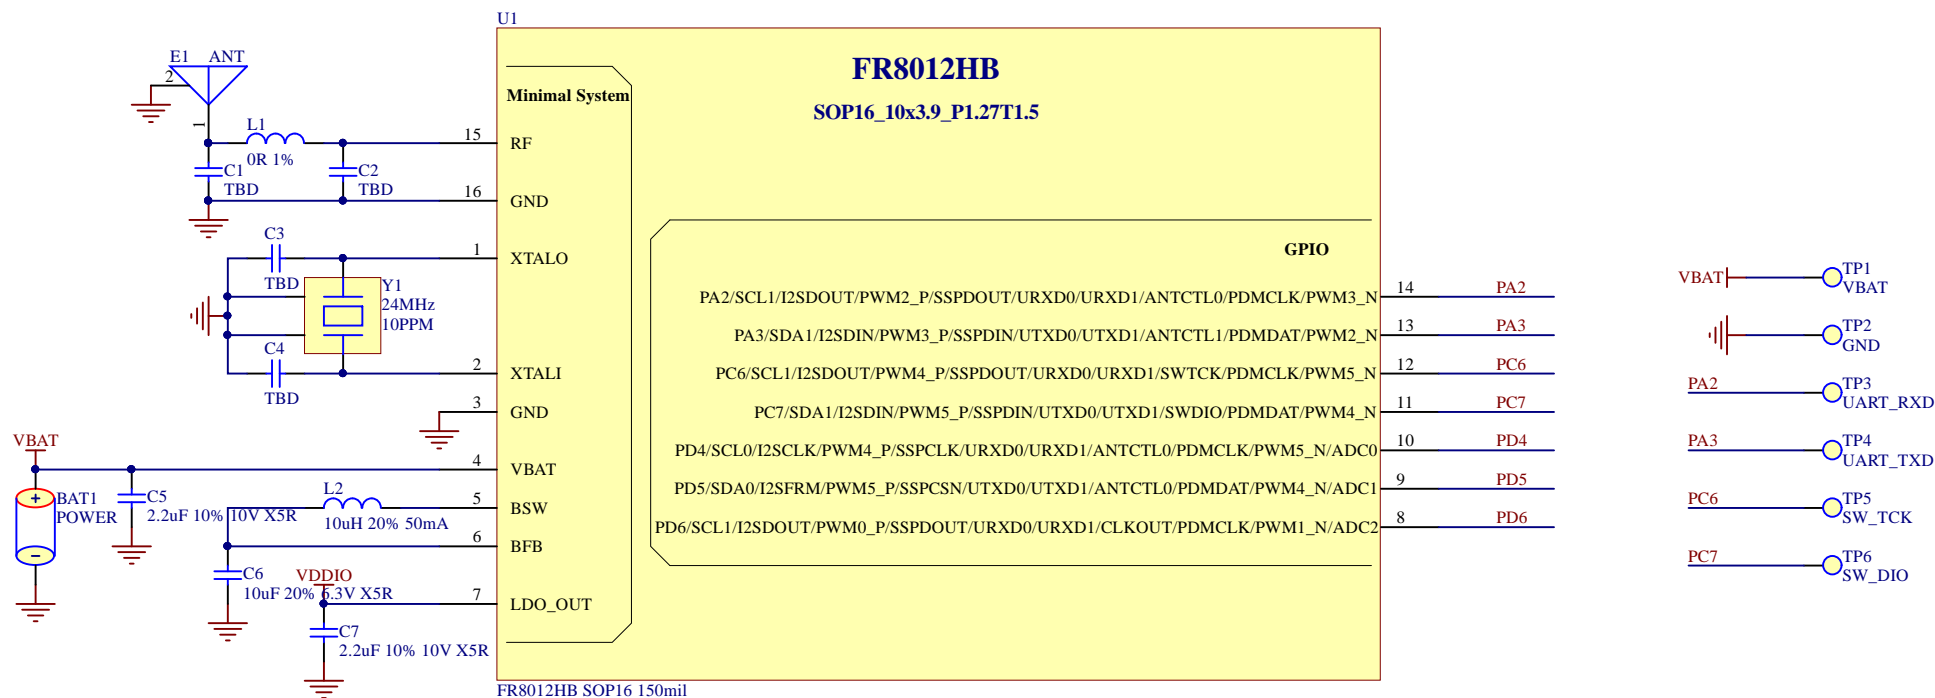 U1
FR8012HB
SOP16_10x3.9_P1.27T1.5
Minimal System
E1 ANT
2
1
L1
0R 1%
C1
TBD
C2
TBD
15 RF
16 GND
C3
TBD
Y1
24MHz
10PPM
C4
TBD
1 XTALO
2 XTALI
3 GND
VBAT
4 VBAT
BAT1
POWER
C5
2.2uF 10% 10V X5R
L2
10uH 20% 50mA
5 BSW
6 BFB
C6
10uF 20% 6.3V X5R
VDDIO
7 LDO_OUT
C7
2.2uF 10% 10V X5R
GPIO
PA2/SCL1/I2SDOUT/PWM2_P/SSPDOUT/URXD0/URXD1/ANTCTL0/PDMCLK/PWM3_N 14 PA2
PA3/SDA1/I2SDIN/PWM3_P/SSPDIN/UTXD0/UTXD1/ANTCTL1/PDMDAT/PWM2_N 13 PA3
PC6/SCL1/I2SDOUT/PWM4_P/SSPDOUT/URXD0/URXD1/SWTCK/PDMCLK/PWM5_N 12 PC6
PC7/SDA1/I2SDIN/PWM5_P/SSPDIN/UTXD0/UTXD1/SWDIO/PDMDAT/PWM4_N 11 PC7
PD4/SCL0/I2SCLK/PWM4_P/SSPCLK/URXD0/URXD1/ANTCTL0/PDMCLK/PWM5_N/ADC0 10 PD4
PD5/SDA0/I2SFRM/PWM5_P/SSPCSN/UTXD0/UTXD1/ANTCTL0/PDMDAT/PWM4_N/ADC1 9 PD5
PD6/SCL1/I2SDOUT/PWM0_P/SSPDOUT/URXD0/URXD1/CLKOUT/PDMCLK/PWM1_N/ADC2 8 PD6
FR8012HB SOP16 150mil
VBAT TP1
VBAT
TP2
GND
PA2 TP3
UART_RXD
PA3 TP4
UART_TXD
PC6 TP5
SW_TCK
PC7 TP6
SW_DIO